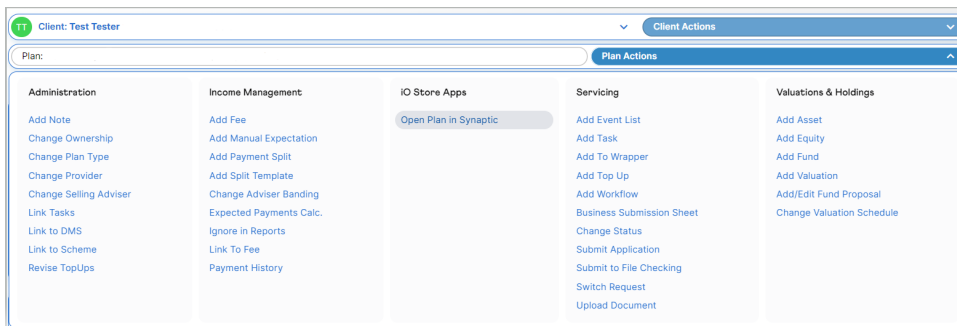 TT Client: Test Tester
Client Actions
Plan:
Plan Actions
Administration
Add Note
Change Ownership
Change Plan Type
Change Provider
Change Selling Adviser
Link Tasks
Link to DMS
Link to Scheme
Revise TopUps
Income Management
Add Fee
Add Manual Expectation
Add Payment Split
Add Split Template
Change Adviser Banding
Expected Payments Calc.
Ignore in Reports
Link To Fee
Payment History
iO Store Apps
Open Plan in Synaptic
Servicing
Add Event List
Add Task
Add To Wrapper
Add Top Up
Add Workflow
Business Submission Sheet
Change Status
Submit Application
Submit to File Checking
Switch Request
Upload Document
Valuations & Holdings
Add Asset
Add Equity
Add Fund
Add Valuation
Add/Edit Fund Proposal
Change Valuation Schedule